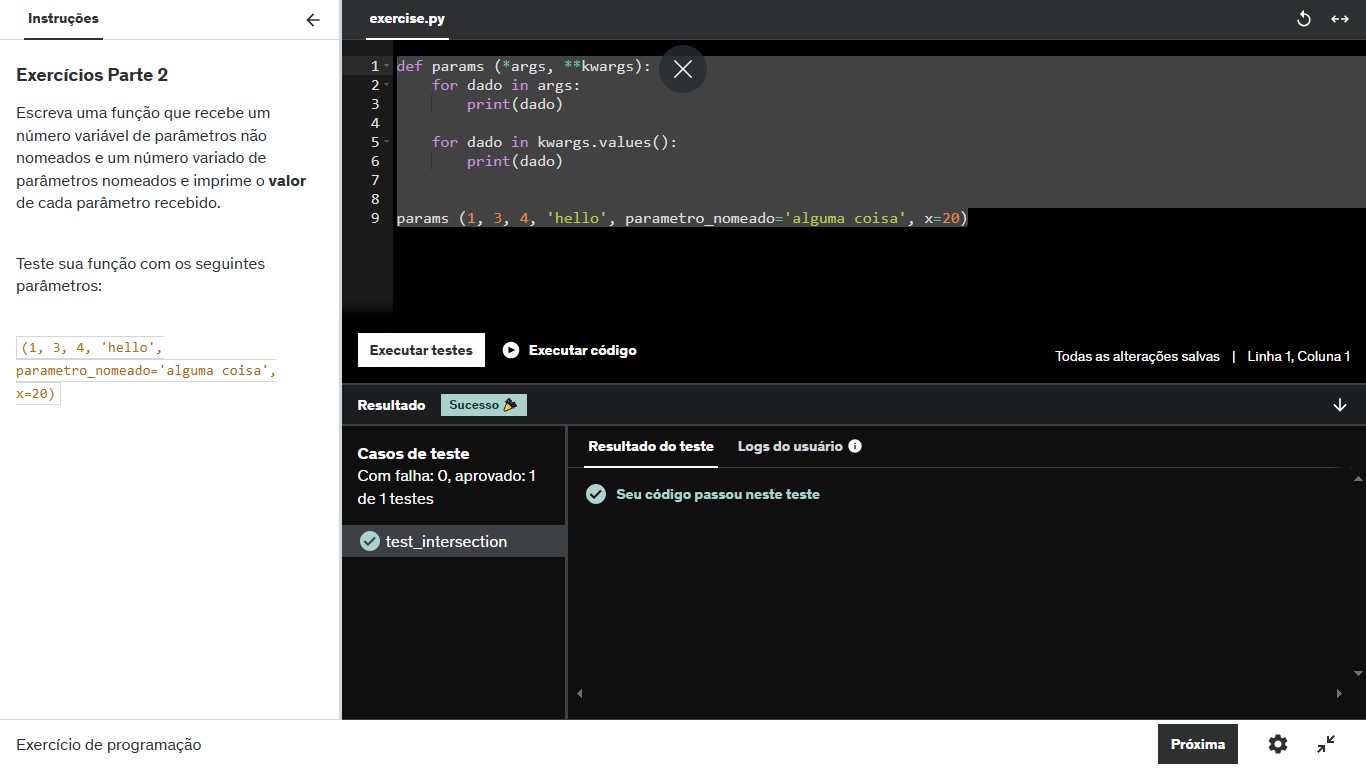 Instruções
Exercícios Parte 2
Escreva uma função que recebe um
número variável de parâmetros não
nomeados e um número variado de
parâmetros nomeados e imprime o valor
de cada parâmetro recebido.
Teste sua função com os seguintes
parâmetros:
(1, 3, 4, 'hello',
parametro_nomeado='alguma coisa',
x=20)
exercise.py
1 def params (*args, **kwargs):
2     for dado in args:
3         print(dado)
4
5     for dado in kwargs.values():
6         print(dado)
7
8
9 params (1, 3, 4, 'hello', parametro_nomeado='alguma coisa', x=20)
Executar testes Executar código
Todas as alterações salvas | Linha 1, Coluna 1
Resultado Sucesso
Casos de teste
Com falha: 0, aprovado: 1
de 1 testes
test_intersection
Resultado do teste Logs do usuário
Seu código passou neste teste
Exercício de programação
Próxima